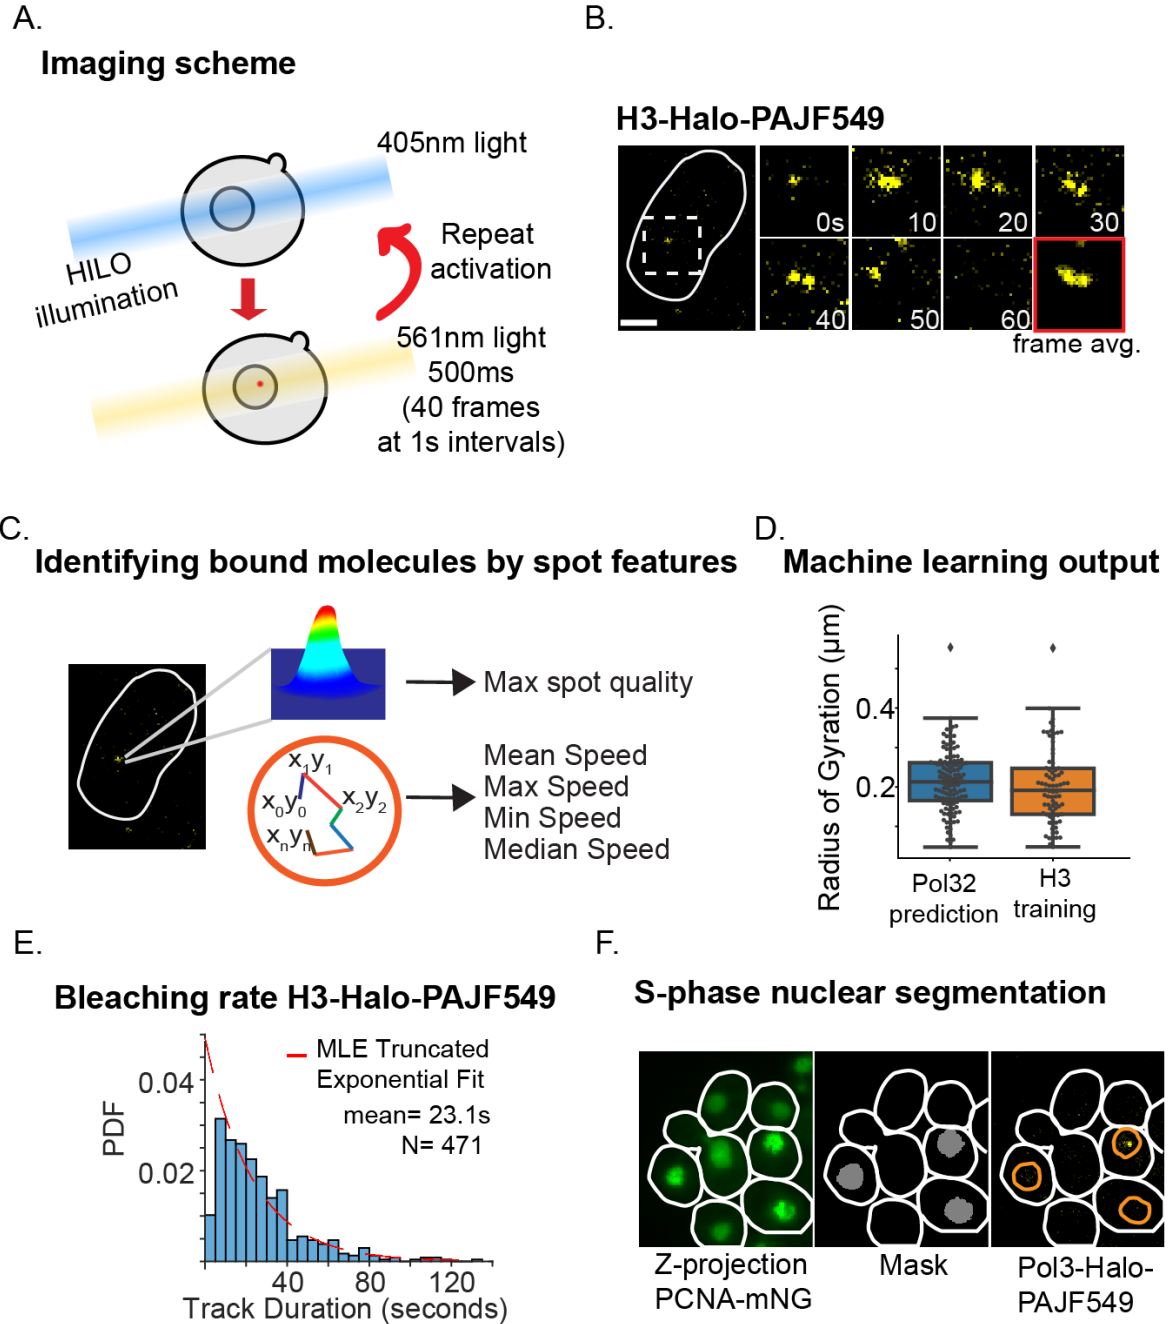 A.
Imaging scheme
405nm light
HILO
illumination
Repeat
activation
561nm light
500ms
(40 frames
at 1s intervals)
B.
H3-Halo-PAJF549
0s
10
20
30
40
50
60
frame avg.
C.
Identifying bound molecules by spot features
Max spot quality
x1y1
x0y0
x2y2
xnyn
Mean Speed
Max Speed
Min Speed
Median Speed
D.
Machine learning output
Radius of Gyration (µm)
0.4
0.2
Pol32
prediction
H3
training
E.
Bleaching rate H3-Halo-PAJF549
MLE Truncated
Exponential Fit
mean= 23.1s
N= 471
PDF
0.04
0.02
40
80
120
Track Duration (seconds)
F.
S-phase nuclear segmentation
Z-projection
PCNA-mNG
Mask
Pol3-Halo-
PAJF549